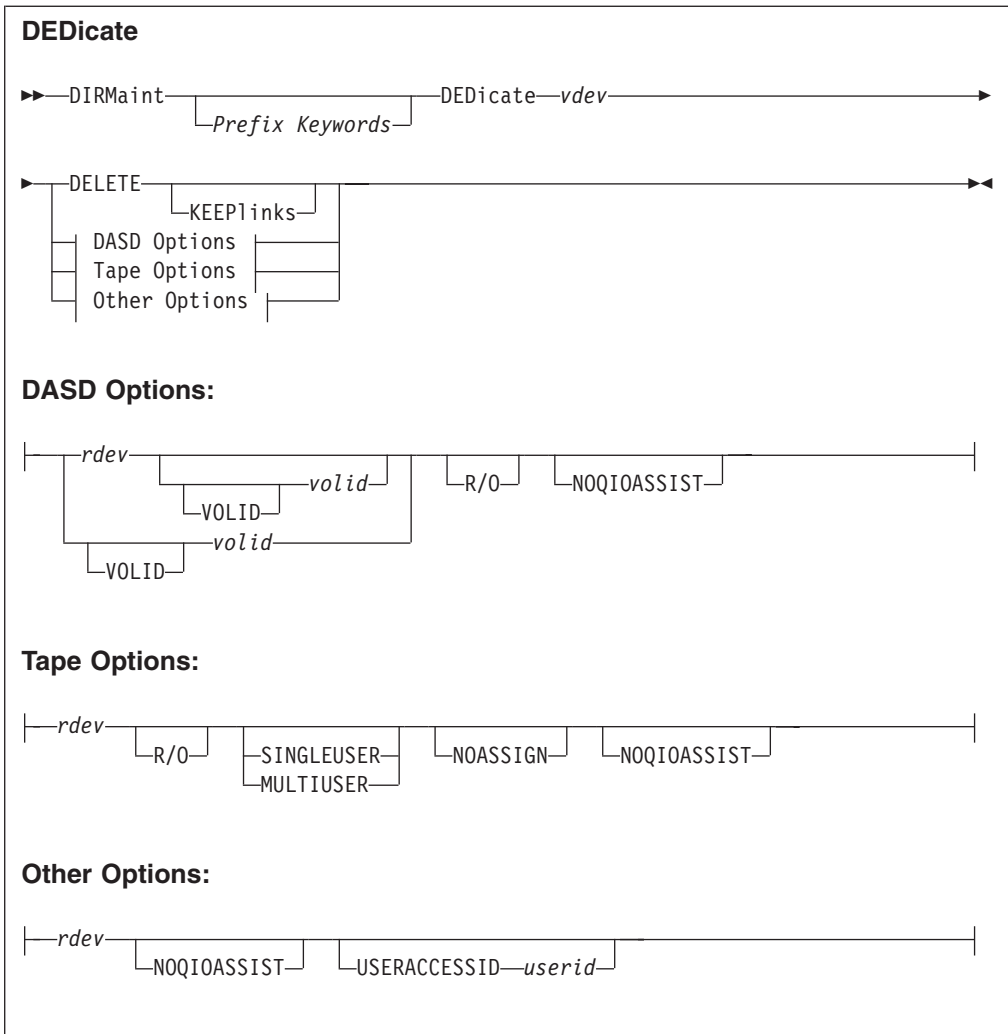 DEDicate
DIRMaint DEDicate vdev
Prefix Keywords
DELETE
KEEPlinks
DASD Options
Tape Options
Other Options
DASD Options:
rdev
volid R/O NOQIOASSIST
VOLID
volid
VOLID
Tape Options:
rdev
R/O SINGLEUSER NOASSIGN NOQIOASSIST
MULTIUSER
Other Options:
rdev
NOQIOASSIST USERACCESSID userid